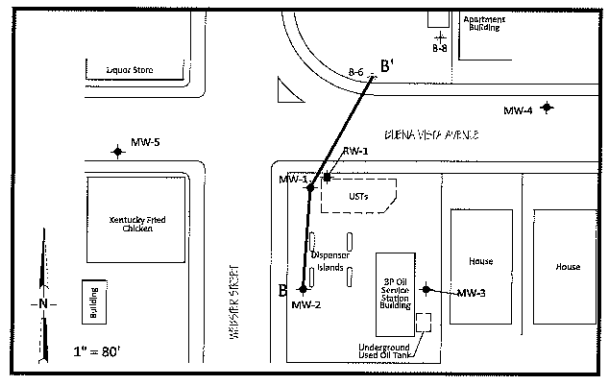 Apartment
Building
Liquor Store
B-6
B'
B-8
MW-4
BUENA VISTA AVENUE
MW-5
RW-1
MW-1
USTs
Kentucky Fried
Chicken
Dispenser
Islands
House
House
BP Oil
Service
Station
Building
B
MW-2
MW-3
N
Building
WEBSTER STREET
1" = 80'
Underground
Used Oil Tank